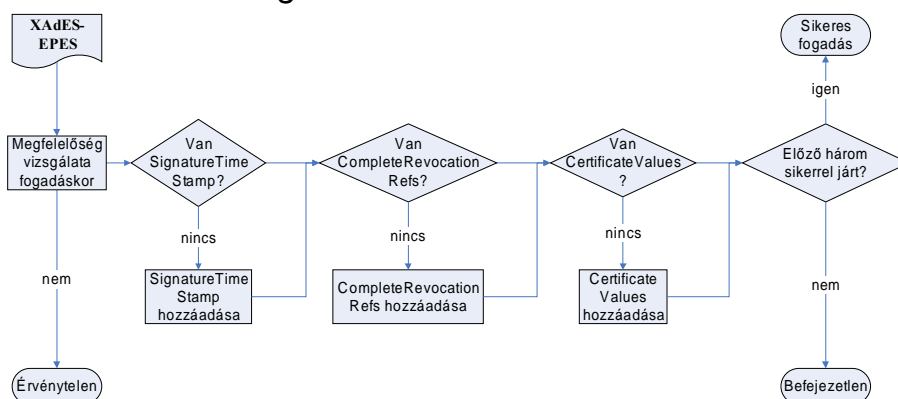 XAdES-
EPES
Megfelelőség
vizsgálata
fogadáskor
nem
Érvénytelen
Van
SignatureTime
Stamp?
nincs
SignatureTime
Stamp
hozzáadása
Van
CompleteRevocation
Refs?
nincs
CompleteRevocation
Refs hozzáadása
Van
CertificateValues
?
nincs
Certificate
Values
hozzáadása
Előző három
sikerrel járt?
igen
Sikeres
fogadás
nem
Befejezetlen